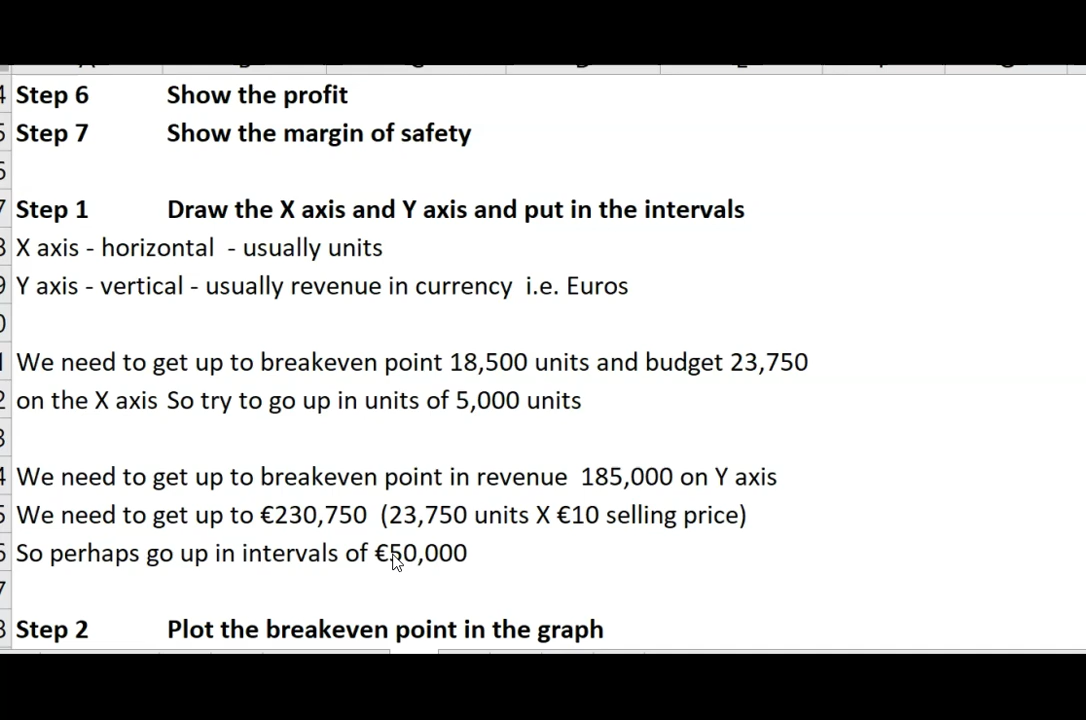 Step 6 Show the profit
Step 7 Show the margin of safety
Step 1 Draw the X axis and Y axis and put in the intervals
X axis - horizontal - usually units
Y axis - vertical - usually revenue in currency i.e. Euros
We need to get up to breakeven point 18,500 units and budget 23,750
on the X axis So try to go up in units of 5,000 units
We need to get up to breakeven point in revenue 185,000 on Y axis
We need to get up to €230,750 (23,750 units X €10 selling price)
So perhaps go up in intervals of €50,000
Step 2 Plot the breakeven point in the graph